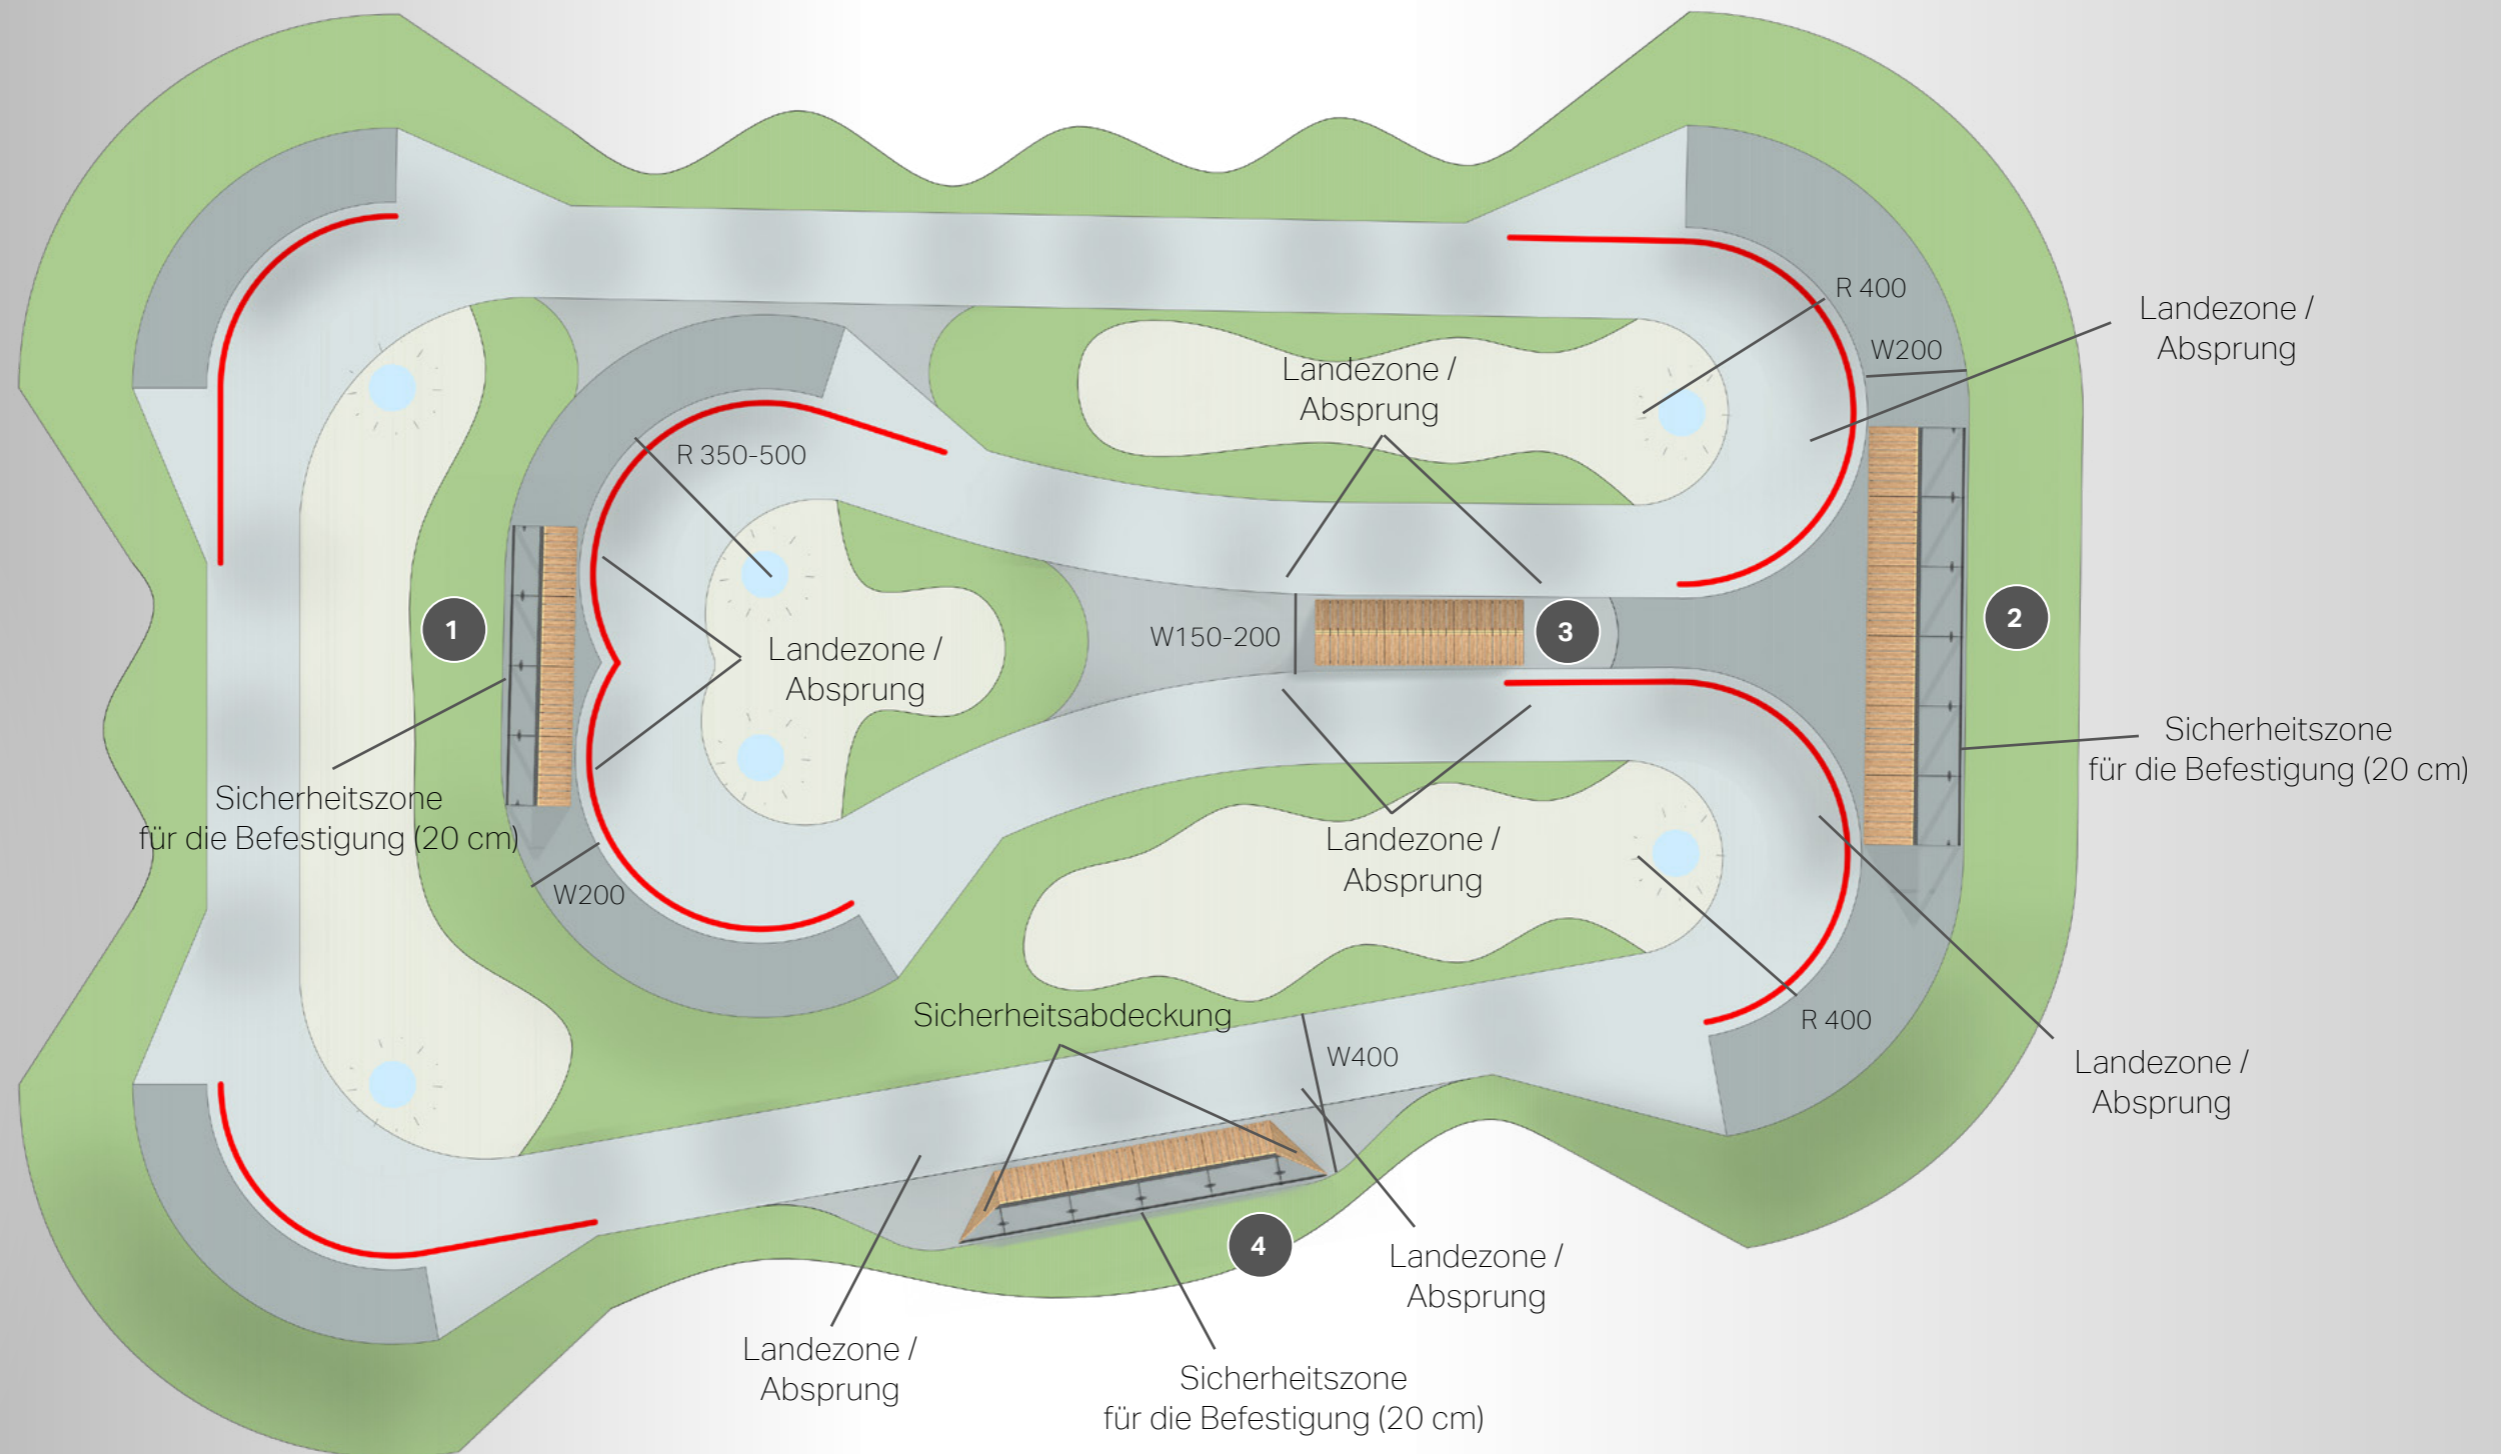 R 400
Landezone /
Absprung
W200
Landezone /
Absprung
R 350-500
1
W150-200
3
2
Landezone /
Absprung
Sicherheitszone
für die Befestigung (20 cm)
Sicherheitszone
für die Befestigung (20 cm)
W200
Landezone /
Absprung
Sicherheitsabdeckung
W400
R 400
Landezone /
Absprung
4
Landezone /
Absprung
Landezone /
Absprung
Sicherheitszone
für die Befestigung (20 cm)